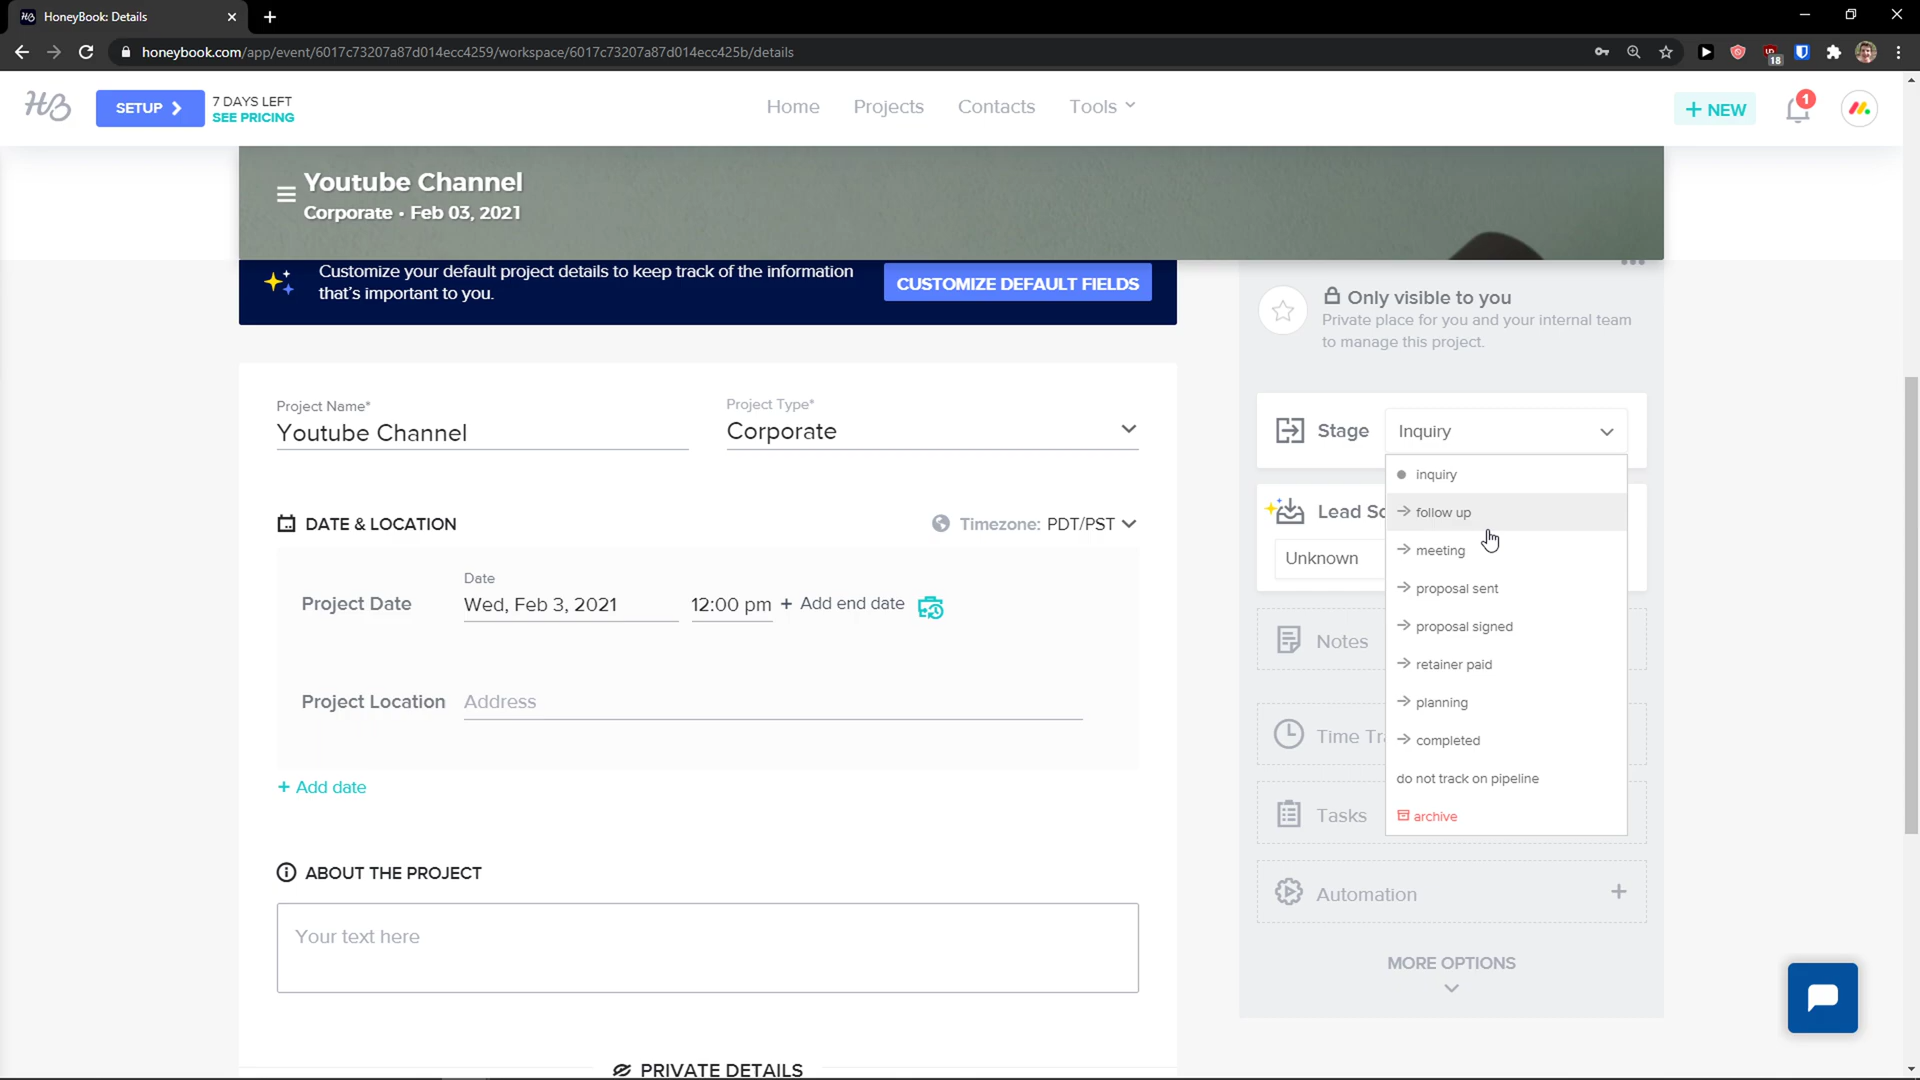 HoneyBook: Details
honeybook.com/app/event/6017c73207a87d014ecc4259/workspace/6017c73207a87d014ecc425b/details
18
HB
SETUP
7 DAYS LEFT
SEE PRICING
Home
Projects
Contacts
Tools
+ NEW
1
Youtube Channel
Corporate • Feb 03, 2021
Customize your default project details to keep track of the information
that's important to you.
CUSTOMIZE DEFAULT FIELDS
Project Name*
Youtube Channel
Project Type*
Corporate
DATE & LOCATION
Timezone: PDT/PST
Date
Project Date
Wed, Feb 3, 2021
12:00 pm
+ Add end date
Project Location
Address
+ Add date
ABOUT THE PROJECT
Your text here
PRIVATE DETAILS
Only visible to you
Private place for you and your internal team
to manage this project.
Stage
Inquiry
inquiry
follow up
meeting
proposal sent
proposal signed
retainer paid
planning
completed
do not track on pipeline
archive
Lead So
Unknown
Notes
Time Tra
Tasks
Automation
MORE OPTIONS